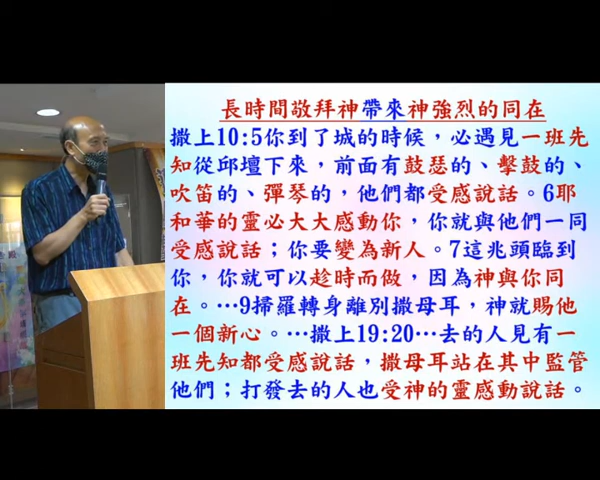 長時間敬拜神帶來神強烈的同在
撒上10:5你到了城的時候，必遇見一班先
知從邱壇下來，前面有鼓瑟的、擊鼓的、
吹笛的、彈琴的，他們都受感說話。6耶
和華的靈必大大感動你，你就與他們一同
受感說話；你要變為新人。7這兆頭臨到
你，你就可以趁時而做，因為神與你同
在。…9掃羅轉身離別撒母耳，神就賜他
一個新心。…撒上19:20…去的人見有一
班先知都受感說話，撒母耳站在其中監管
他們；打發去的人也受神的靈感動說話。